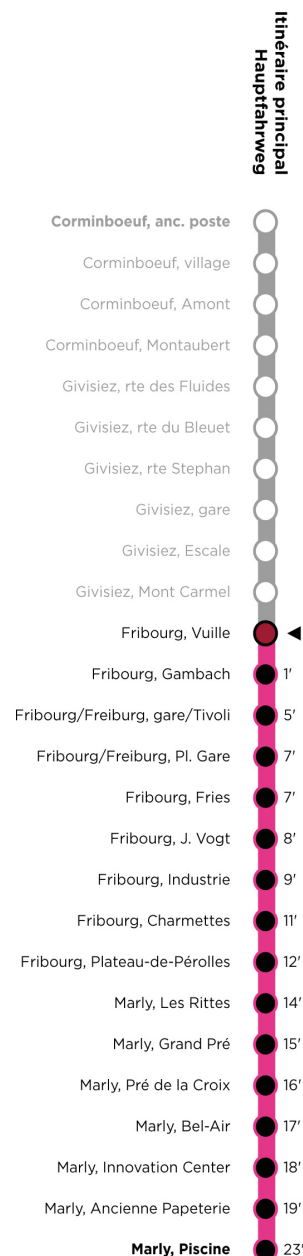 Itinéraire principal
Hauptfahrweg
Corminboeuf, anc. poste
Corminboeuf, village
Corminboeuf, Amont
Corminboeuf, Montaubert
Givisiez, rte des Fluides
Givisiez, rte du Bleuet
Givisiez, rte Stephan
Givisiez, gare
Givisiez, Escale
Givisiez, Mont Carmel
Fribourg, Vuille
Fribourg, Gambach 1'
Fribourg/Freiburg, gare/Tivoli 5'
Fribourg/Freiburg, Pl. Gare 7'
Fribourg, Fries 7'
Fribourg, J. Vogt 8'
Fribourg, Industrie 9'
Fribourg, Charmettes 11'
Fribourg, Plateau-de-Pérolles 12'
Marly, Les Rittes 14'
Marly, Grand Pré 15'
Marly, Pré de la Croix 16'
Marly, Bel-Air 17'
Marly, Innovation Center 18'
Marly, Ancienne Papeterie 19'
Marly, Piscine 23'